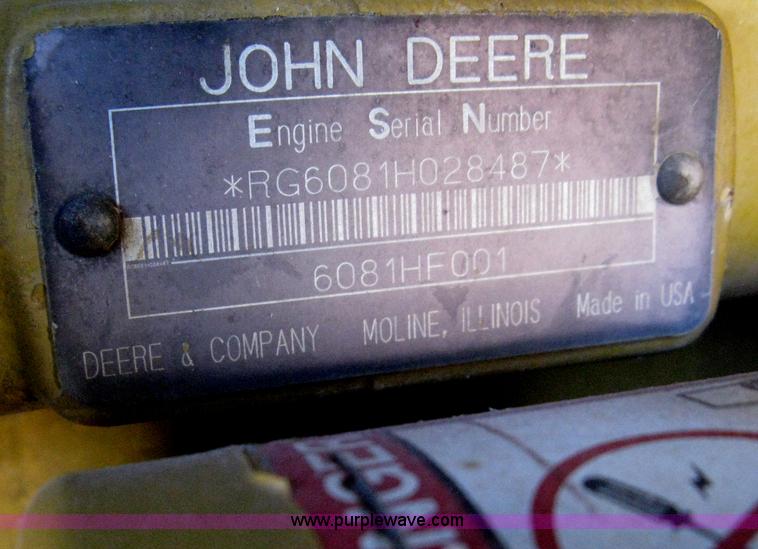 JOHN DEERE
Engine Serial Number
*RG6081H028487*
6081HF001
DEERE & COMPANY MOLINE, ILLINOIS Made in USA
www.purplewave.com